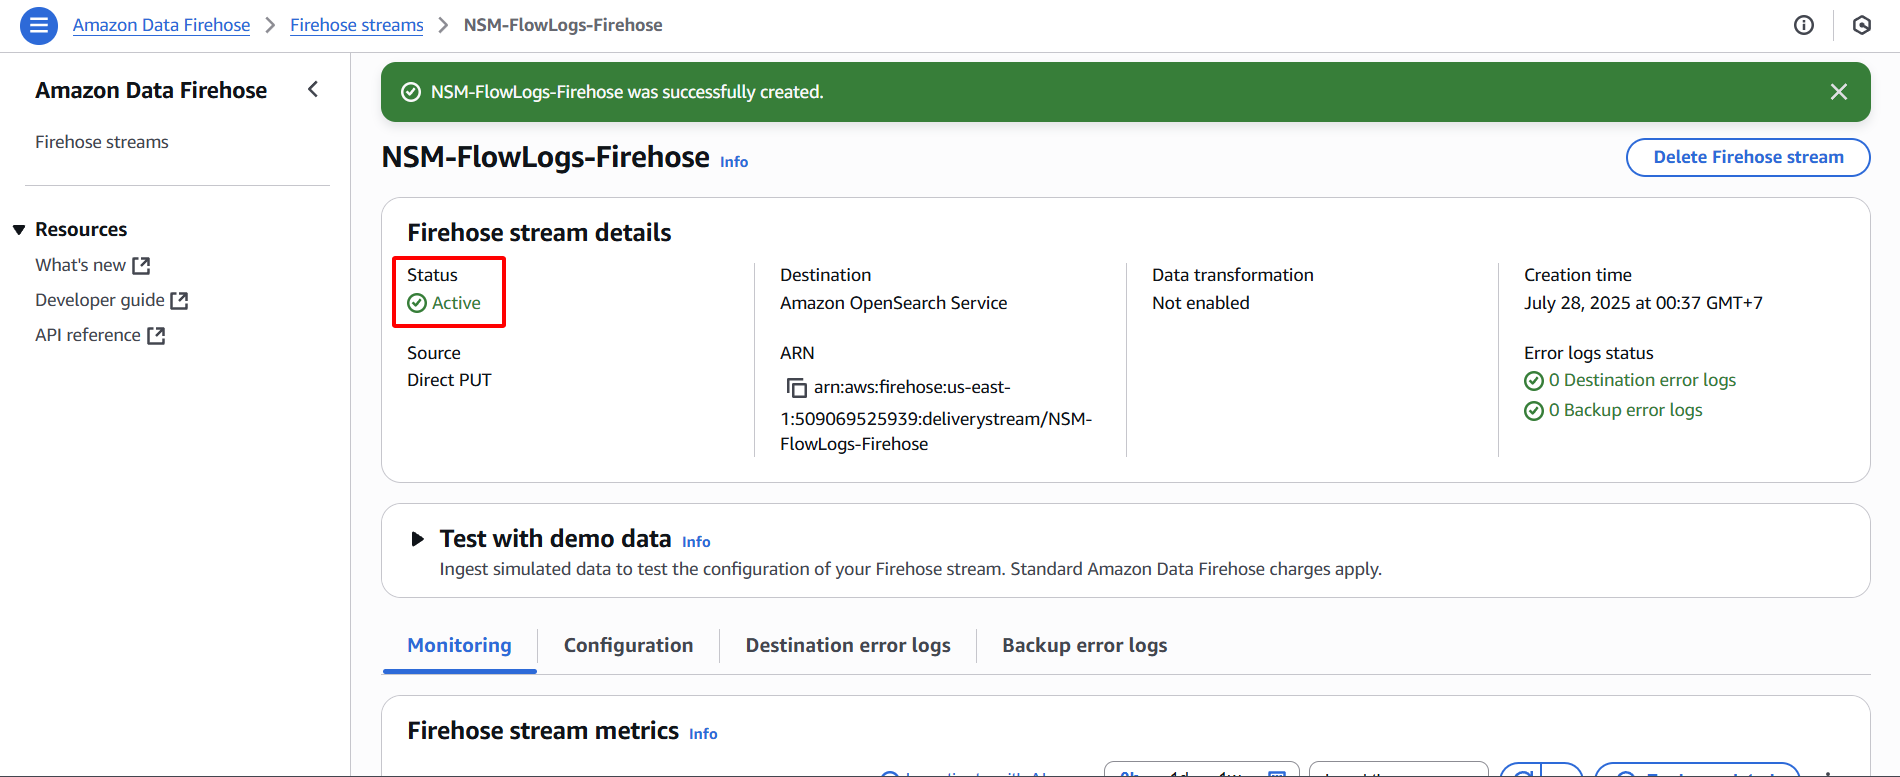 Amazon Data Firehose > Firehose streams > NSM-FlowLogs-Firehose
Amazon Data Firehose
Firehose streams
Resources
What's new
Developer guide
API reference
NSM-FlowLogs-Firehose was successfully created.
NSM-FlowLogs-Firehose Info
Delete Firehose stream
Firehose stream details
Status
Active
Source
Direct PUT
Destination
Amazon OpenSearch Service
ARN
arn:aws:firehose:us-east-
1:509069525939:deliverystream/NSM-
FlowLogs-Firehose
Data transformation
Not enabled
Creation time
July 28, 2025 at 00:37 GMT+7
Error logs status
0 Destination error logs
0 Backup error logs
Test with demo data Info
Ingest simulated data to test the configuration of your Firehose stream. Standard Amazon Data Firehose charges apply.
Monitoring
Configuration
Destination error logs
Backup error logs
Firehose stream metrics Info